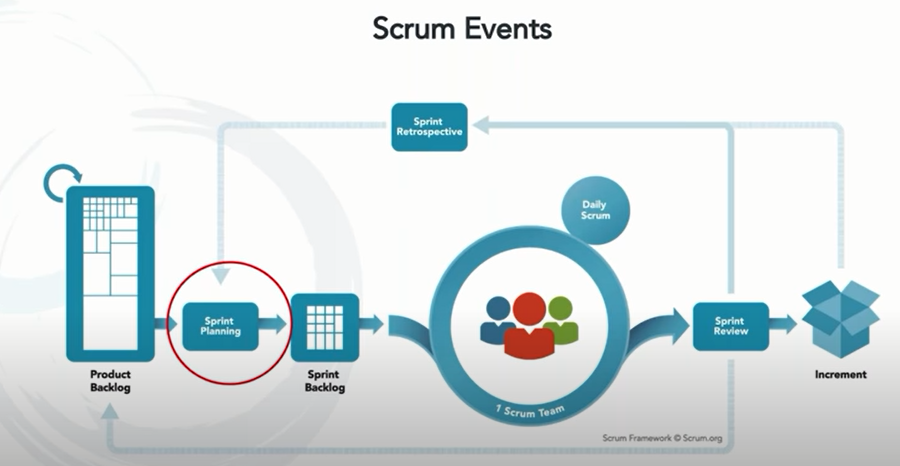 Scrum Events
Sprint
Retrospective
Daily
Scrum
Sprint
Planning
Sprint
Review
Product
Backlog
Sprint
Backlog
1 Scrum Team
Increment
Scrum Framework © Scrum.org